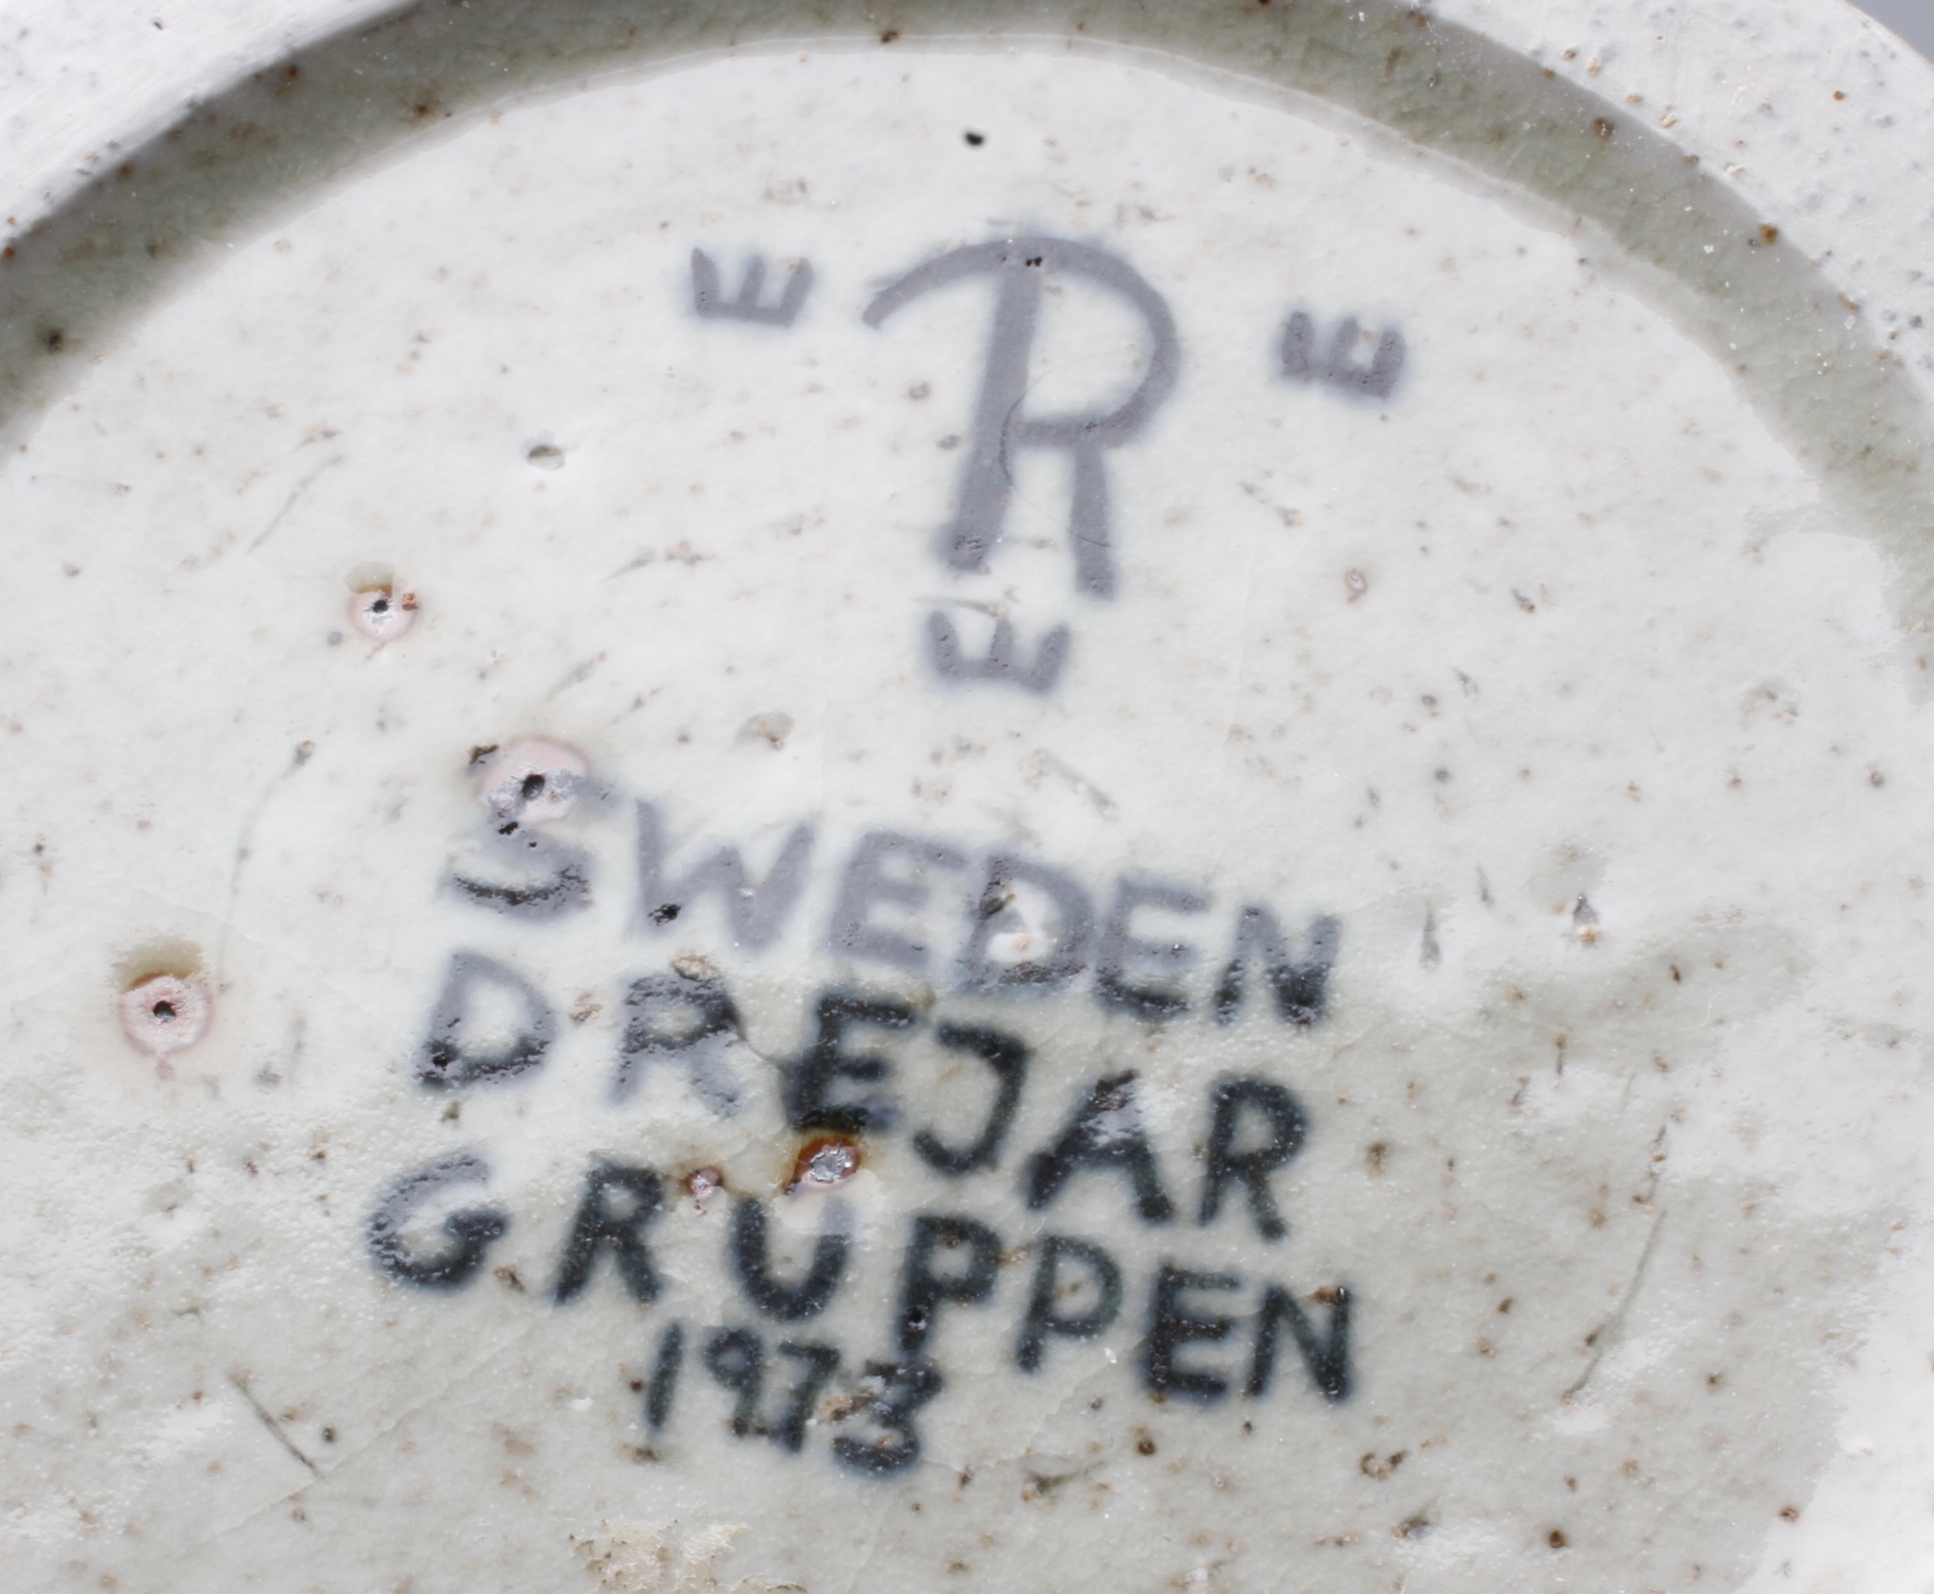 R
SWEDEN
DREJAR
GRUPPEN
1973